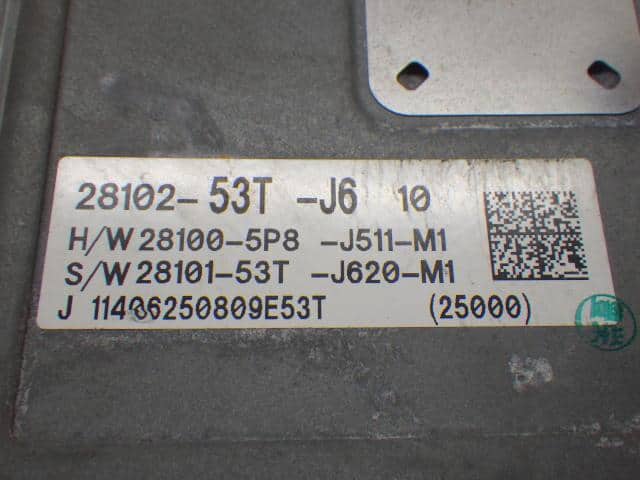 28102-53T -J6 10
H/W 28100-5P8 -J511-M1
S/W 28101-53T -J620-M1
J 11406250809E53T (25000)